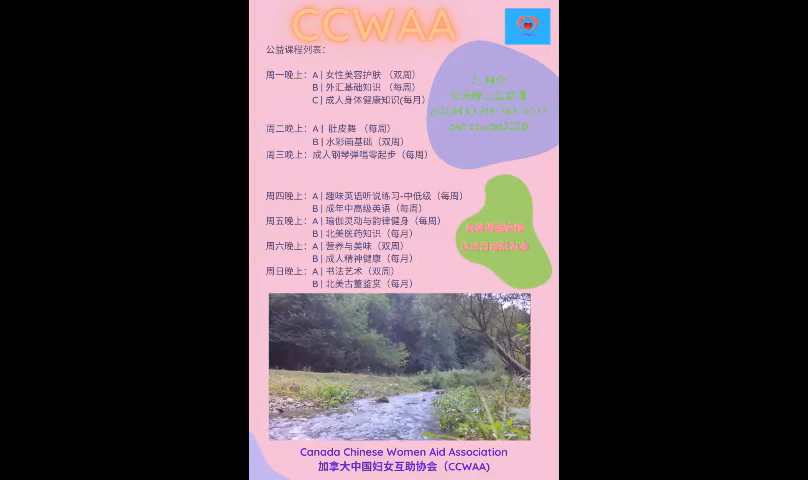 CCWAA
公益课程列表：
周一晚上：A | 女性美容护肤 （双周）
B | 外汇基础知识 （每周）
C | 成人身体健康知识(每月）
周二晚上：A | 肚皮舞 （每周）
B | 水彩画基础（双周）
周三晚上：成人钢琴弹唱零起步（每周）
周四晚上：A | 趣味英语听说练习-中低级（每周）
B | 成年中高级英语（每周）
周五晚上：A | 瑜伽灵动与韵律健身（每周）
B | 北美医药知识（每月）
周六晚上：A | 营养与美味（双周）
B | 成人精神健康（每月）
周日晚上：A | 书法艺术（双周）
B | 北美古董鉴赏（每月）
Canada Chinese Women Aid Association
加拿大中国妇女互助协会（CCWAA)